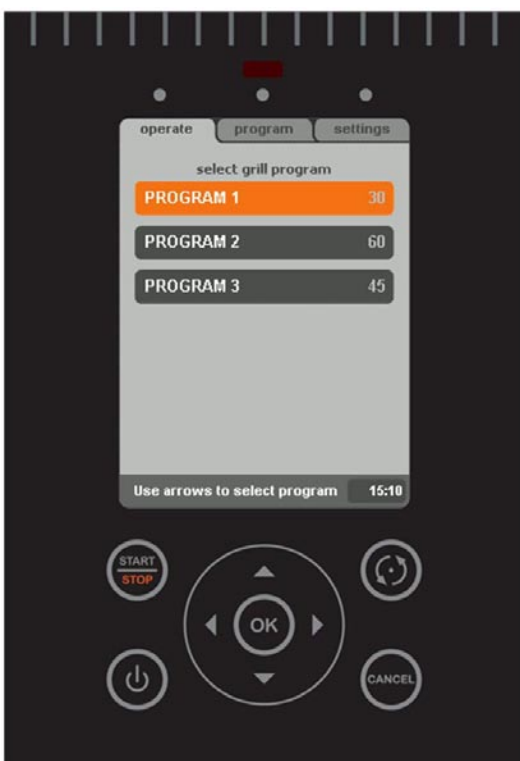 operate program settings
select grill program
PROGRAM 1 30
PROGRAM 2 60
PROGRAM 3 45
Use arrows to select program 15:10
START
STOP
OK
CANCEL